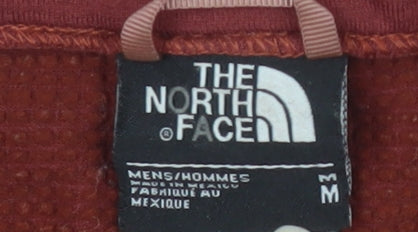 THE
NORTH
® FACE
MENS/HOMMES
MADE IN MEXICO
FABRIQUÉ AU
MEXIQUE
M